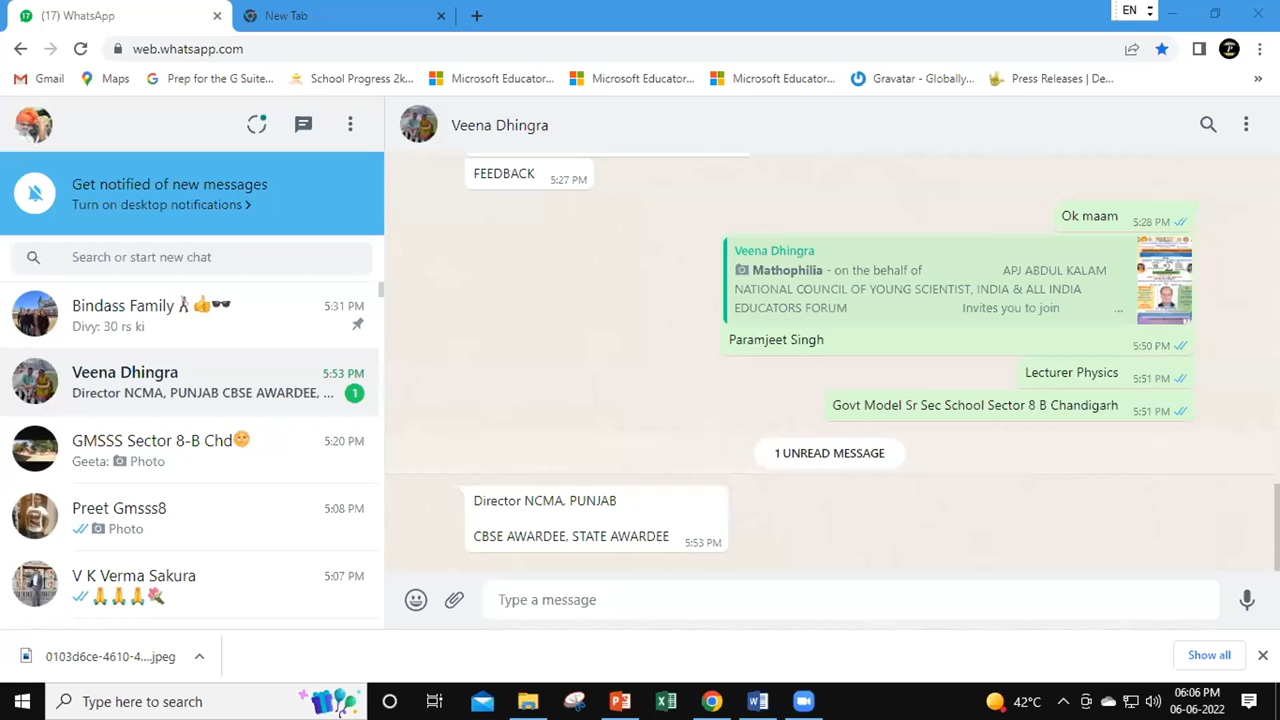 (17) WhatsApp
New Tab
EN
web.whatsapp.com
Gmail
Maps
Prep for the G Suite...
School Progress 2k...
Microsoft Educator...
Microsoft Educator...
Microsoft Educator...
Gravatar - Globally...
Press Releases | De...
Get notified of new messages
Turn on desktop notifications
Search or start new chat
Bindass Family 🚶👍🕶 5:31 PM
Divy: 30 rs ki
Veena Dhingra 5:53 PM
Director NCMA, PUNJAB CBSE AWARDEE, ... 1
GMSSS Sector 8-B Chd 5:20 PM
Geeta: Photo
Preet Gmsss8 5:08 PM
Photo
V K Verma Sakura 5:07 PM
🙏🙏🙏🌹
Veena Dhingra
FEEDBACK 5:27 PM
Ok maam 5:28 PM
Veena Dhingra
Mathophilia - on the behalf of APJ ABDUL KALAM
NATIONAL COUNCIL OF YOUNG SCIENTIST, INDIA & ALL INDIA
EDUCATORS FORUM Invites you to join ...
Paramjeet Singh 5:50 PM
Lecturer Physics 5:51 PM
Govt Model Sr Sec School Sector 8 B Chandigarh 5:51 PM
1 UNREAD MESSAGE
Director NCMA, PUNJAB
CBSE AWARDEE, STATE AWARDEE 5:53 PM
Type a message
0103d6ce-4610-4....jpeg
Show all
Type here to search
42°C
06:06 PM
06-06-2022